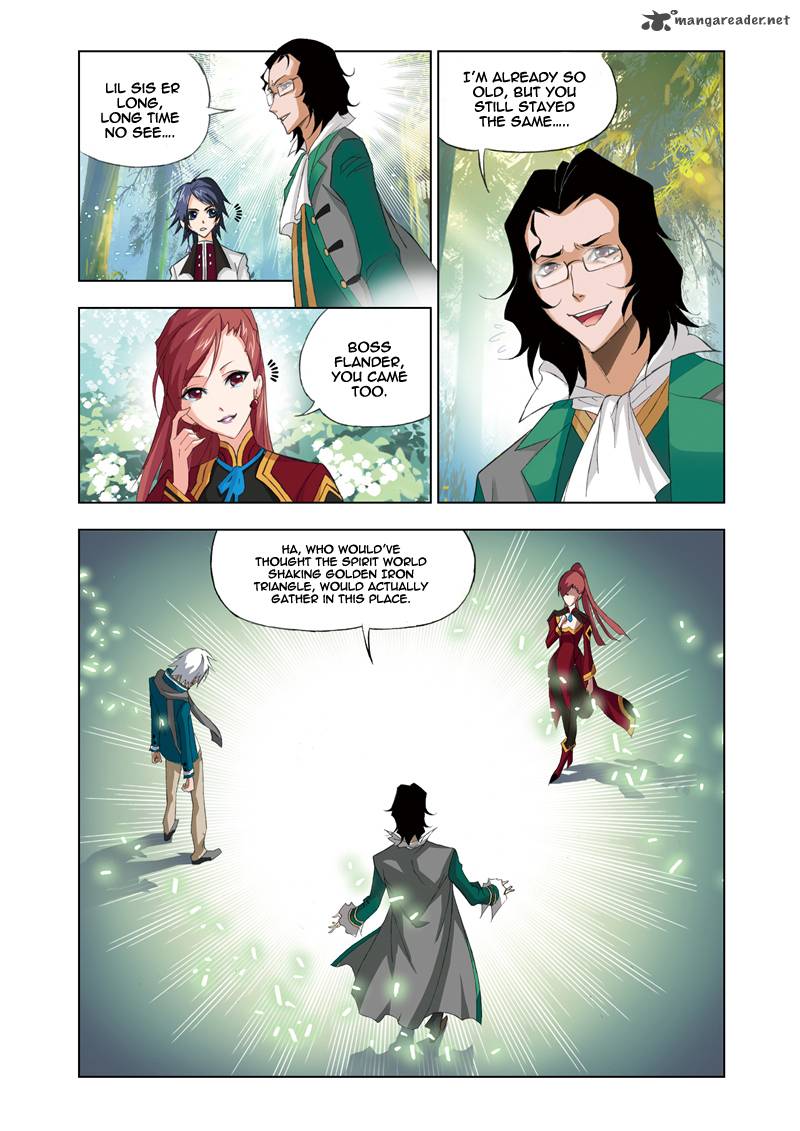 mangareader.net
LIL SIS ER
LONG,
LONG TIME
NO SEE....
I'M ALREADY SO
OLD, BUT YOU
STILL STAYED
THE SAME.....
BOSS
FLANDER,
YOU CAME
TOO.
HA, WHO WOULD'VE
THOUGHT THE SPIRIT WORLD
SHAKING GOLDEN IRON
TRIANGLE, WOULD ACTUALLY
GATHER IN THIS PLACE.